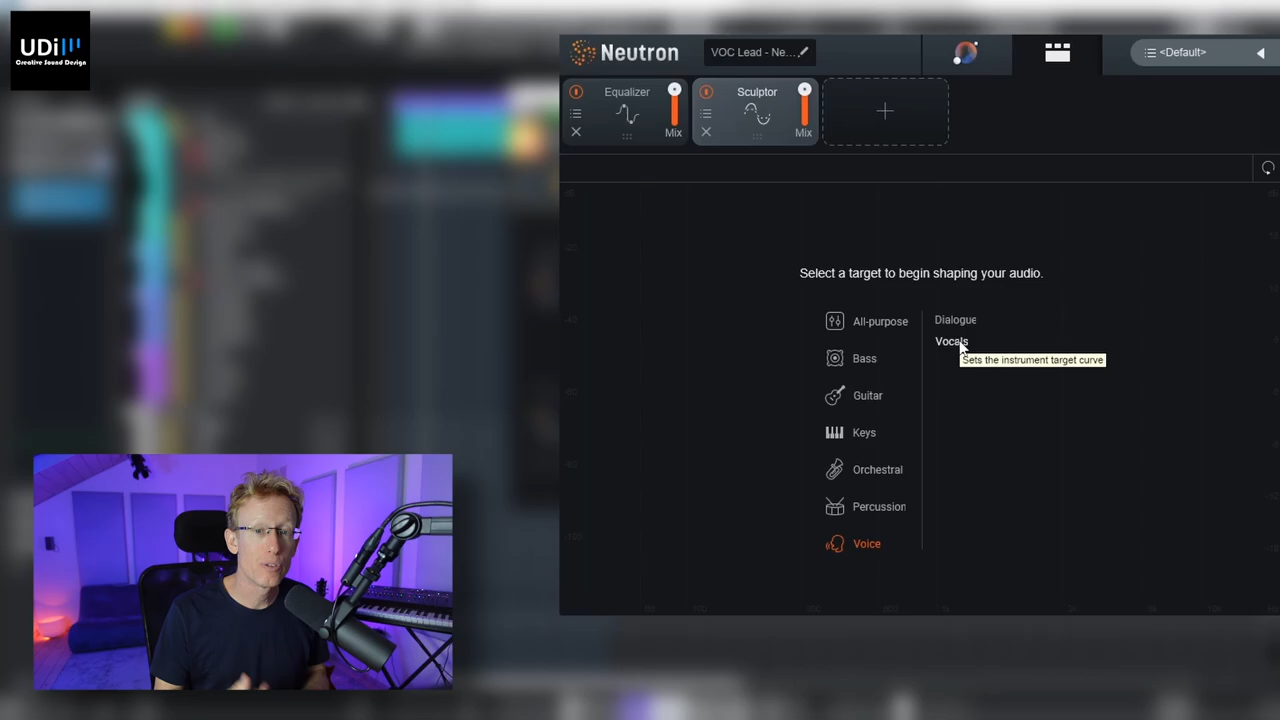 UDi
Creative Sound Design
Neutron
VOC Lead - Ne...
<Default>
Equalizer
Mix
Sculptor
Mix
Select a target to begin shaping your audio.
All-purpose
Bass
Guitar
Keys
Orchestral
Percussion
Voice
Dialogue
Vocals
Sets the instrument target curve